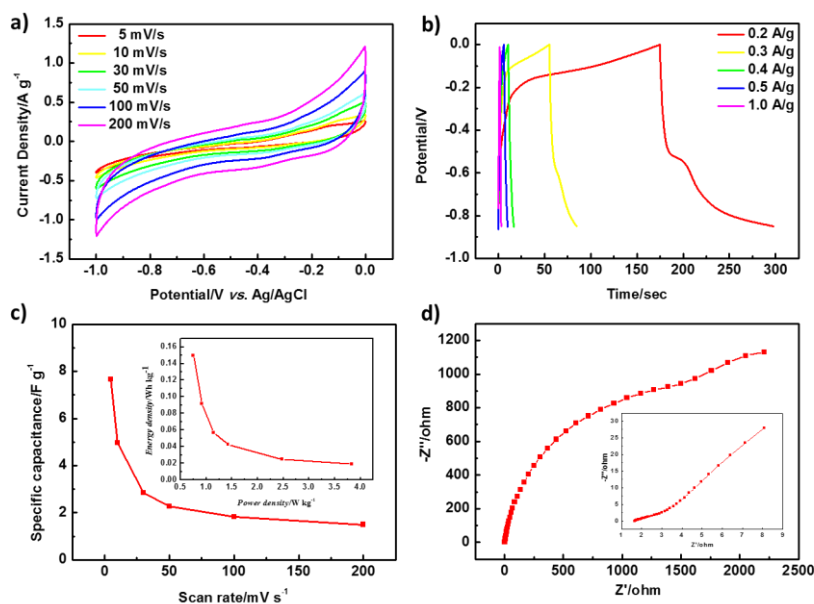 a)
5 mV/s
10 mV/s
30 mV/s
50 mV/s
100 mV/s
200 mV/s
1.5
1.0
0.5
0.0
-0.5
-1.0
-1.5
Current Density/A g⁻¹
-1.0 -0.8 -0.6 -0.4 -0.2 0.0
Potential/V vs. Ag/AgCl
b)
0.2 A/g
0.3 A/g
0.4 A/g
0.5 A/g
1.0 A/g
0.0
-0.2
-0.4
-0.6
-0.8
-1.0
Potential/V
0 50 100 150 200 250 300
Time/sec
c)
10
8
6
4
2
0
Specific capacitance/F g⁻¹
0 50 100 150 200
Scan rate/mV s⁻¹
0.16
0.14
0.12
0.10
0.08
0.06
0.04
0.02
0.00
Energy density/Wh kg⁻¹
0.5 1.0 1.5 2.0 2.5 3.0 3.5 4.0
Power density/W kg⁻¹
d)
1200
1000
800
600
400
200
0
-Z''/ohm
0 500 1000 1500 2000 2500
Z'/ohm
30
25
20
15
10
5
0
-Z''/ohm
1 2 3 4 5 6 7 8 9
Z'/ohm